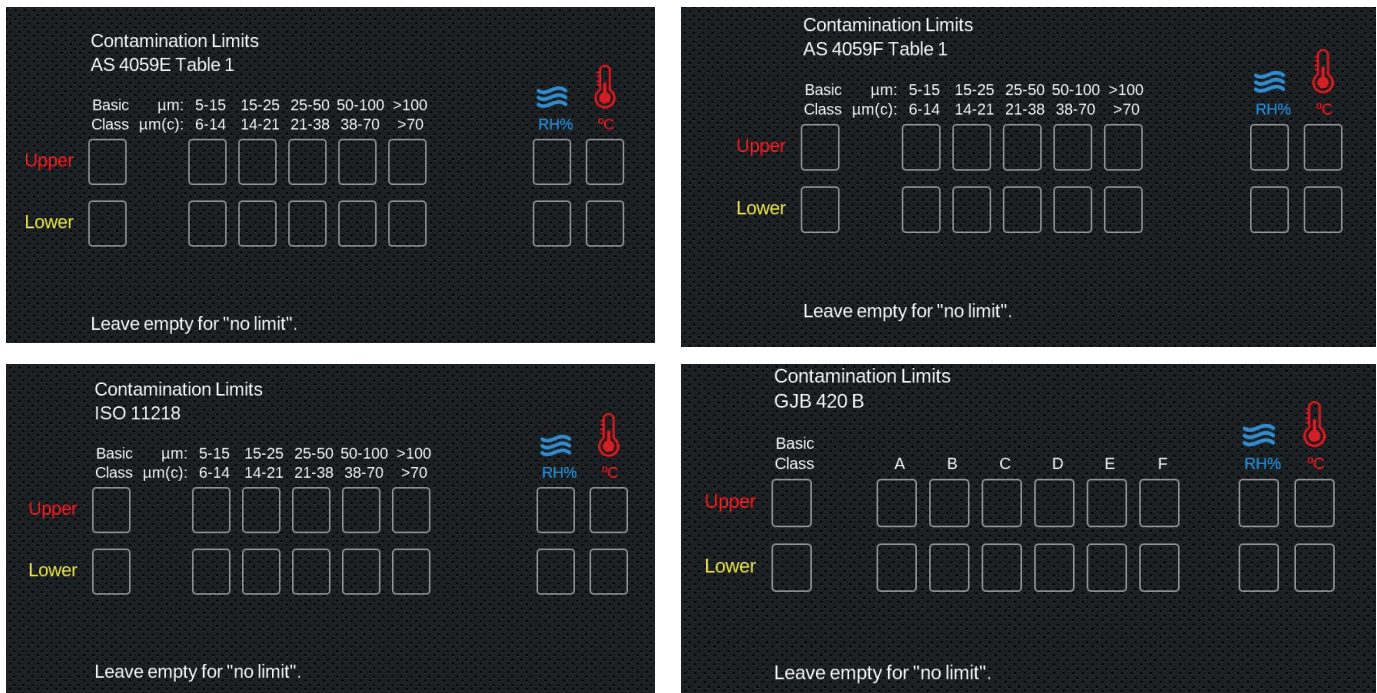 Contamination Limits
AS 4059E Table 1
Basic µm: 5-15 15-25 25-50 50-100 >100
Class µm(c): 6-14 14-21 21-38 38-70 >70 RH% ºC
Upper
Lower
Leave empty for "no limit".
Contamination Limits
AS 4059F Table 1
Basic µm: 5-15 15-25 25-50 50-100 >100
Class µm(c): 6-14 14-21 21-38 38-70 >70 RH% ºC
Upper
Lower
Leave empty for "no limit".
Contamination Limits
ISO 11218
Basic µm: 5-15 15-25 25-50 50-100 >100
Class µm(c): 6-14 14-21 21-38 38-70 >70 RH% ºC
Upper
Lower
Leave empty for "no limit".
Contamination Limits
GJB 420 B
Basic
Class A B C D E F RH% ºC
Upper
Lower
Leave empty for "no limit".